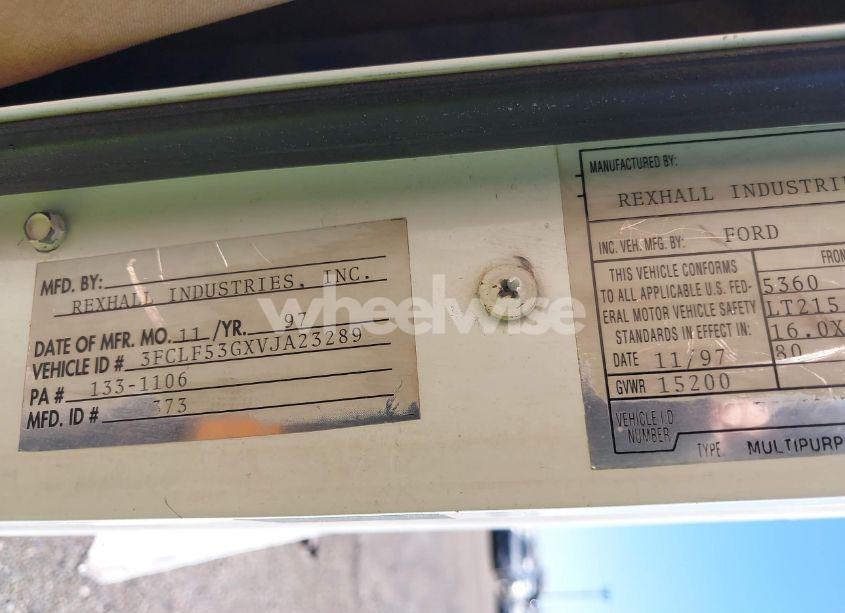 MFD. BY:
REXHALL INDUSTRIES, INC.
DATE OF MFR. MO. 11 /YR. 97
VEHICLE ID # 3FCLF53GXVJA23289
PA # 133-1106
MFD. ID # 373
wheelwise
MANUFACTURED BY:
REXHALL INDUSTRIE
INC. VEH. MFG. BY: FORD
THIS VEHICLE CONFORMS
TO ALL APPLICABLE U.S. FED-
ERAL MOTOR VEHICLE SAFETY
STANDARDS IN EFFECT IN:
DATE 11/97
GVWR 15200
FRON
5360
LT215
16.0X
80
VEHICLE I.D.
NUMBER
TYPE MULTIPURP